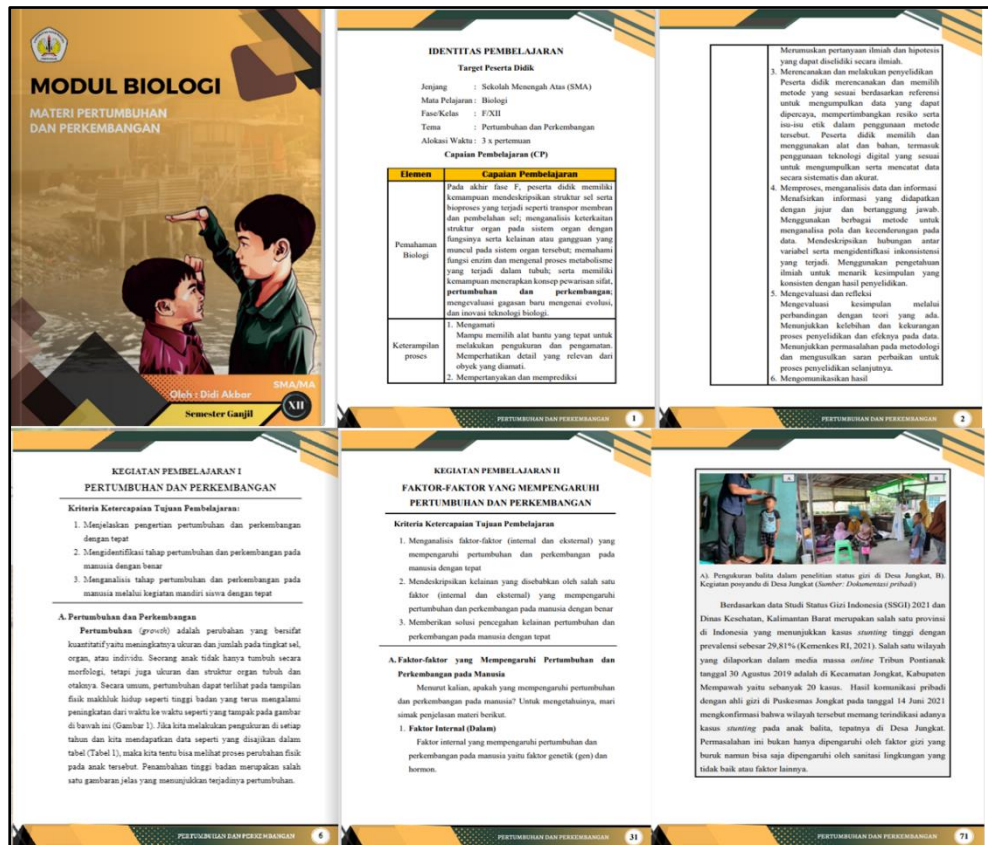 MODUL BIOLOGI
MATERI PERTUMBUHAN
DAN PERKEMBANGAN
SMA/MA
Oleh : Didi Akbar
Semester Ganjil
XII
IDENTITAS PEMBELAJARAN
Target Peserta Didik
Jenjang : Sekolah Menengah Atas (SMA)
Mata Pelajaran : Biologi
Fase/Kelas : F/XII
Tema : Pertumbuhan dan Perkembangan
Alokasi Waktu : 3 x pertemuan
Capaian Pembelajaran (CP)
Elemen Capaian Pembelajaran
Pemahaman Biologi
Pada akhir fase F, peserta didik memiliki
kemampuan mendeskripsikan struktur sel serta
bioproses yang terjadi seperti transpor membran
dan pembelahan sel; menganalisis keterkaitan
struktur organ pada sistem organ dengan
fungsinya serta kelainan atau gangguan yang
muncul pada sistem organ tersebut; memahami
fungsi enzim dan mengenal proses metabolisme
yang terjadi dalam tubuh; serta memiliki
kemampuan menerapkan konsep pewarisan sifat,
pertumbuhan dan perkembangan;
mengevaluasi gagasan baru mengenai evolusi,
dan inovasi teknologi biologi.
Keterampilan proses
1. Mengamati
Mampu memilih alat bantu yang tepat untuk
melakukan pengukuran dan pengamatan.
Memperhatikan detail yang relevan dari
obyek yang diamati.
2. Mempertanyakan dan memprediksi
PERTUMBUHAN DAN PERKEMBANGAN 1
Merumuskan pertanyaan ilmiah dan hipotesis
yang dapat diselidiki secara ilmiah.
3. Merencanakan dan melakukan penyelidikan
Peserta didik merencanakan dan memilih
metode yang sesuai berdasarkan referensi
untuk mengumpulkan data yang dapat
dipercaya, mempertimbangkan resiko serta
isu-isu etik dalam penggunaan metode
tersebut. Peserta didik memilih dan
menggunakan alat dan bahan, termasuk
penggunaan teknologi digital yang sesuai
untuk mengumpulkan serta mencatat data
secara sistematis dan akurat.
4. Memproses, menganalisis data dan informasi
Menafsirkan informasi yang didapatkan
dengan jujur dan bertanggung jawab.
Menggunakan berbagai metode untuk
menganalisa pola dan kecenderungan pada
data. Mendeskripsikan hubungan antar
variabel serta mengidentifkasi inkonsistensi
yang terjadi. Menggunakan pengetahuan
ilmiah untuk menarik kesimpulan yang
konsisten dengan hasil penyelidikan.
5. Mengevaluasi dan refleksi
Mengevaluasi kesimpulan melalui
perbandingan dengan teori yang ada.
Menunjukkan kelebihan dan kekurangan
proses penyelidikan dan efeknya pada data.
Menunjukkan permasalahan pada metodologi
dan mengusulkan saran perbaikan untuk
proses penyelidikan selanjutnya.
6. Mengomunikasikan hasil
PERTUMBUHAN DAN PERKEMBANGAN 2
KEGIATAN PEMBELAJARAN I
PERTUMBUHAN DAN PERKEMBANGAN
Kriteria Ketercapaian Tujuan Pembelajaran:
1. Menjelaskan pengertian pertumbuhan dan perkembangan
dengan tepat
2. Mengidentifikasi tahap pertumbuhan dan perkembangan pada
manusia dengan benar
3. Menganalisis tahap pertumbuhan dan perkembangan pada
manusia melalui kegiatan mandiri siswa dengan tepat
A. Pertumbuhan dan Perkembangan
Pertumbuhan (growth) adalah perubahan yang bersifat
kuantitatif yaitu meningkatnya ukuran dan jumlah pada tingkat sel,
organ, atau individu. Seorang anak tidak hanya tumbuh secara
morfologi, tetapi juga ukuran dan struktur organ tubuh dan
otaknya. Secara umum, pertumbuhan dapat terlihat pada tampilan
fisik makhluk hidup seperti tinggi badan yang terus mengalami
peningkatan dari waktu ke waktu seperti yang tampak pada gambar
di bawah ini (Gambar 1). Jika kita melakukan pengukuran di setiap
tahun dan kita mendapatkan data seperti yang disajikan dalam
tabel (Tabel 1), maka kita tentu bisa melihat proses perubahan fisik
pada anak tersebut. Penambahan tinggi badan merupakan salah
satu gambaran jelas yang menunjukkan terjadinya pertumbuhan.
PERTUMBUHAN DAN PERKEMBANGAN 6
KEGIATAN PEMBELAJARAN II
FAKTOR-FAKTOR YANG MEMPENGARUHI
PERTUMBUHAN DAN PERKEMBANGAN
Kriteria Ketercapaian Tujuan Pembelajaran
1. Menganalisis faktor-faktor (internal dan eksternal) yang
mempengaruhi pertumbuhan dan perkembangan pada
manusia dengan tepat
2. Mendeskripsikan kelainan yang disebabkan oleh salah satu
faktor (internal dan eksternal) yang mempengaruhi
pertumbuhan dan perkembangan pada manusia dengan benar
3. Memberikan solusi pencegahan kelainan pertumbuhan dan
perkembangan pada manusia dengan tepat
A. Faktor-faktor yang Mempengaruhi Pertumbuhan dan
Perkembangan pada Manusia
Menurut kalian, apakah yang mempengaruhi pertumbuhan
dan perkembangan pada manusia? Untuk mengetahuinya, mari
simak penjelasan materi berikut.
1. Faktor Internal (Dalam)
Faktor internal yang mempengaruhi pertumbuhan dan
perkembangan pada manusia yaitu faktor genetik (gen) dan
hormon.
PERTUMBUHAN DAN PERKEMBANGAN 31
A B
A). Pengukuran balita dalam penelitian status gizi di Desa Jungkat, B).
Kegiatan posyandu di Desa Jungkat (Sumber: Dokumentasi pribadi)
Berdasarkan data Studi Status Gizi Indonesia (SSGI) 2021 dan
Dinas Kesehatan, Kalimantan Barat merupakan salah satu provinsi
di Indonesia yang menunjukkan kasus stunting tinggi dengan
prevalensi sebesar 29,81% (Kemenkes RI, 2021). Salah satu wilayah
yang dilaporkan dalam media massa online Tribun Pontianak
tanggal 30 Agustus 2019 adalah di Kecamatan Jongkat, Kabupaten
Mempawah yaitu sebanyak 20 kasus. Hasil komunikasi pribadi
dengan ahli gizi di Puskesmas Jongkat pada tanggal 14 Juni 2021
mengkonfirmasi bahwa wilayah tersebut memang terindikasi adanya
kasus stunting pada anak balita, tepatnya di Desa Jungkat.
Permasalahan ini bukan hanya dipengaruhi oleh faktor gizi yang
buruk namun bisa saja dipengaruhi oleh sanitasi lingkungan yang
tidak baik atau faktor lainnya.
PERTUMBUHAN DAN PERKEMBANGAN 71